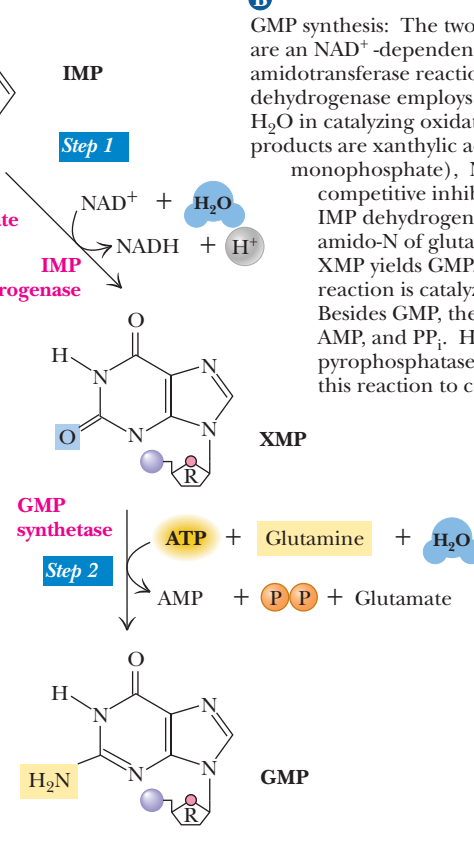 B
GMP synthesis: The two
are an NAD⁺ -dependen
amidotransferase reactio
dehydrogenase employs
H₂O in catalyzing oxidat
products are xanthylic a
monophosphate), N
competitive inhib
IMP dehydrogen
amido-N of gluta
XMP yields GMP.
reaction is catalyz
Besides GMP, the
AMP, and PPᵢ. H
pyrophosphatase
this reaction to c
IMP
Step 1
NAD⁺ + H₂O
te
NADH + H⁺
IMP
rogenase
O
H
N
N
O
N
N
XMP
R
GMP
synthetase
ATP + Glutamine + H₂O
Step 2
AMP + P P + Glutamate
O
H
N
N
H₂N
N
N
GMP
R